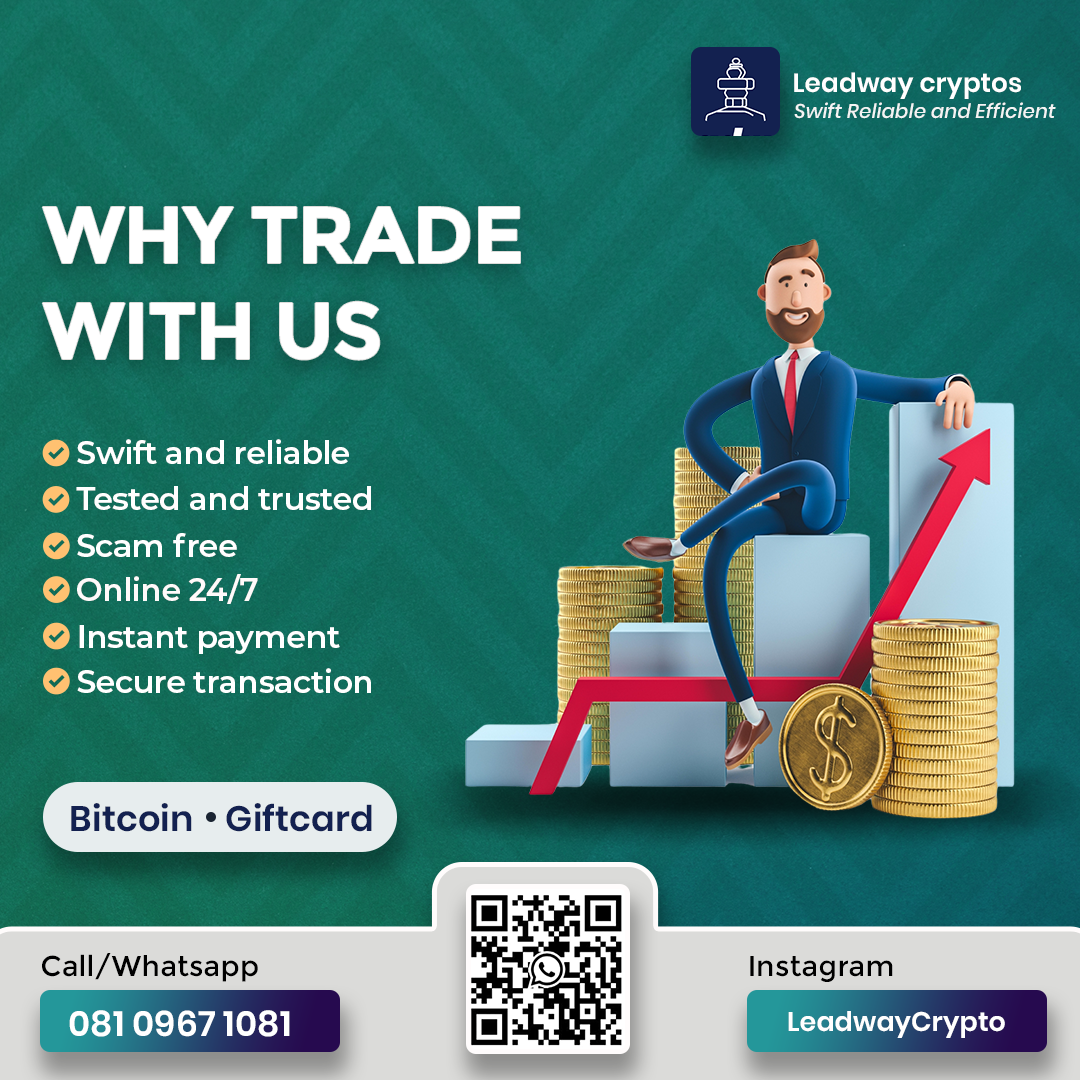 Leadway cryptos
Swift Reliable and Efficient
WHY TRADE
WITH US
Swift and reliable
Tested and trusted
Scam free
Online 24/7
Instant payment
Secure transaction
Bitcoin • Giftcard
Call/Whatsapp
081 0967 1081
Instagram
LeadwayCrypto